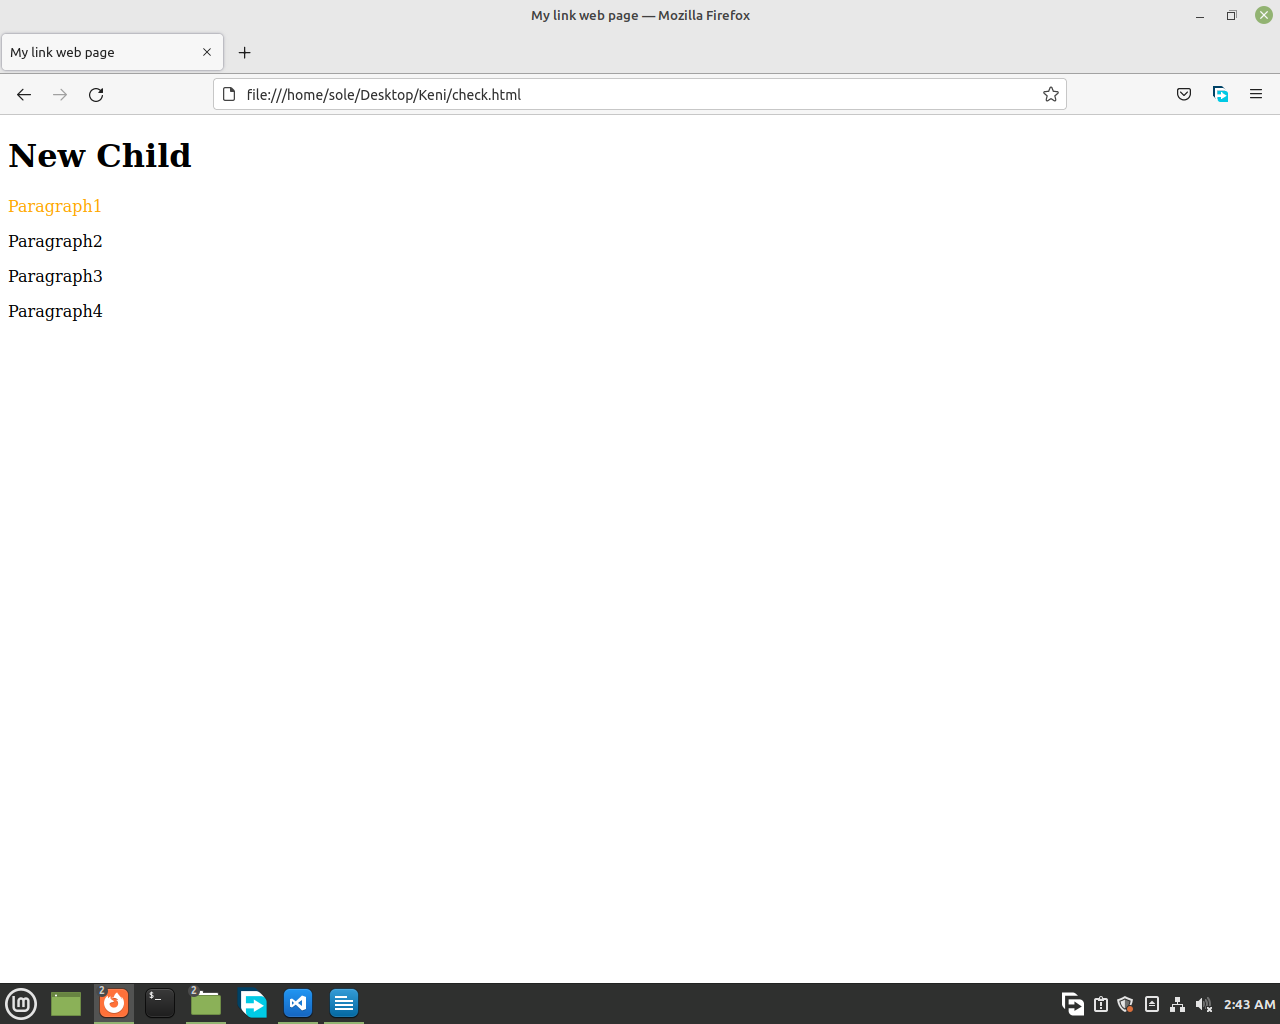 My link web page — Mozilla Firefox
My link web page
file:///home/sole/Desktop/Keni/check.html
New Child
Paragraph1
Paragraph2
Paragraph3
Paragraph4
2
$_
2
2:43 AM